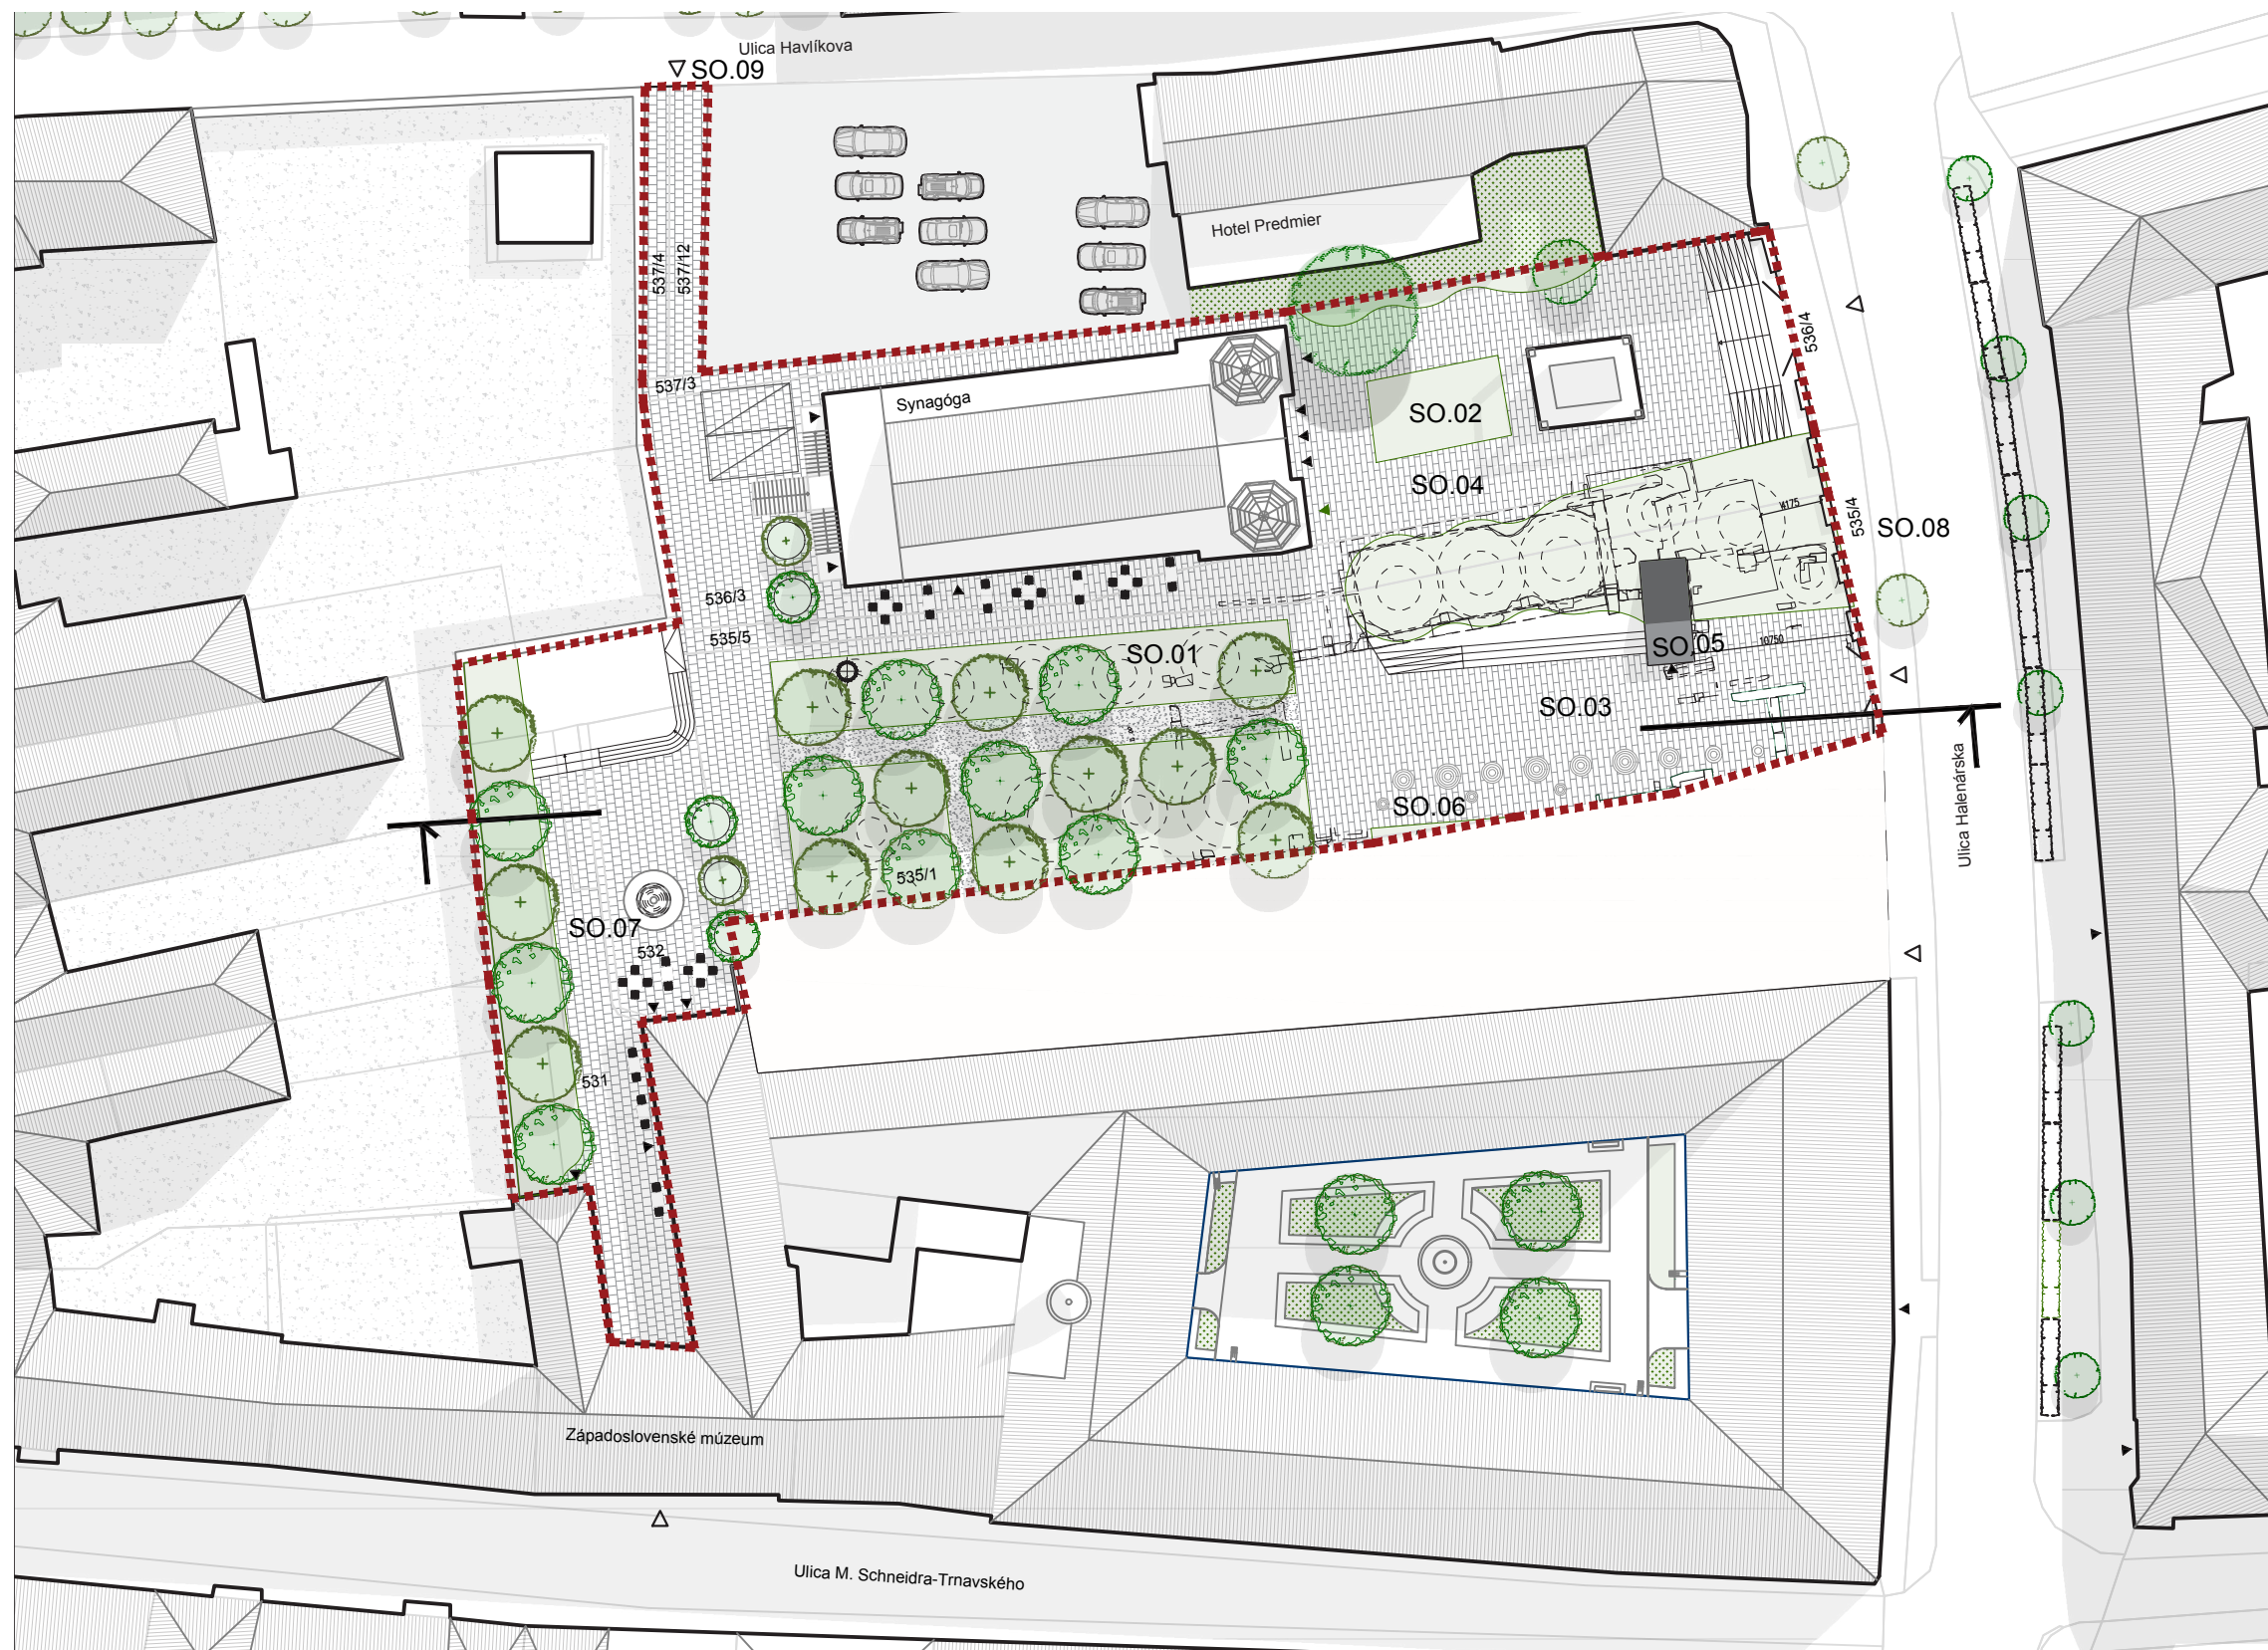 Ulica Havlíkova
SO.09
537/4
537/12
Hotel Predmier
537/3
536/4
Synagóga
SO.02
SO.04
4175
535/4
SO.08
536/3
535/5
SO.01
SO.05
10750
SO.03
SO.06
Ulica Halenárska
535/1
SO.07
532
531
Západoslovenské múzeum
Ulica M. Schneidra-Trnavského